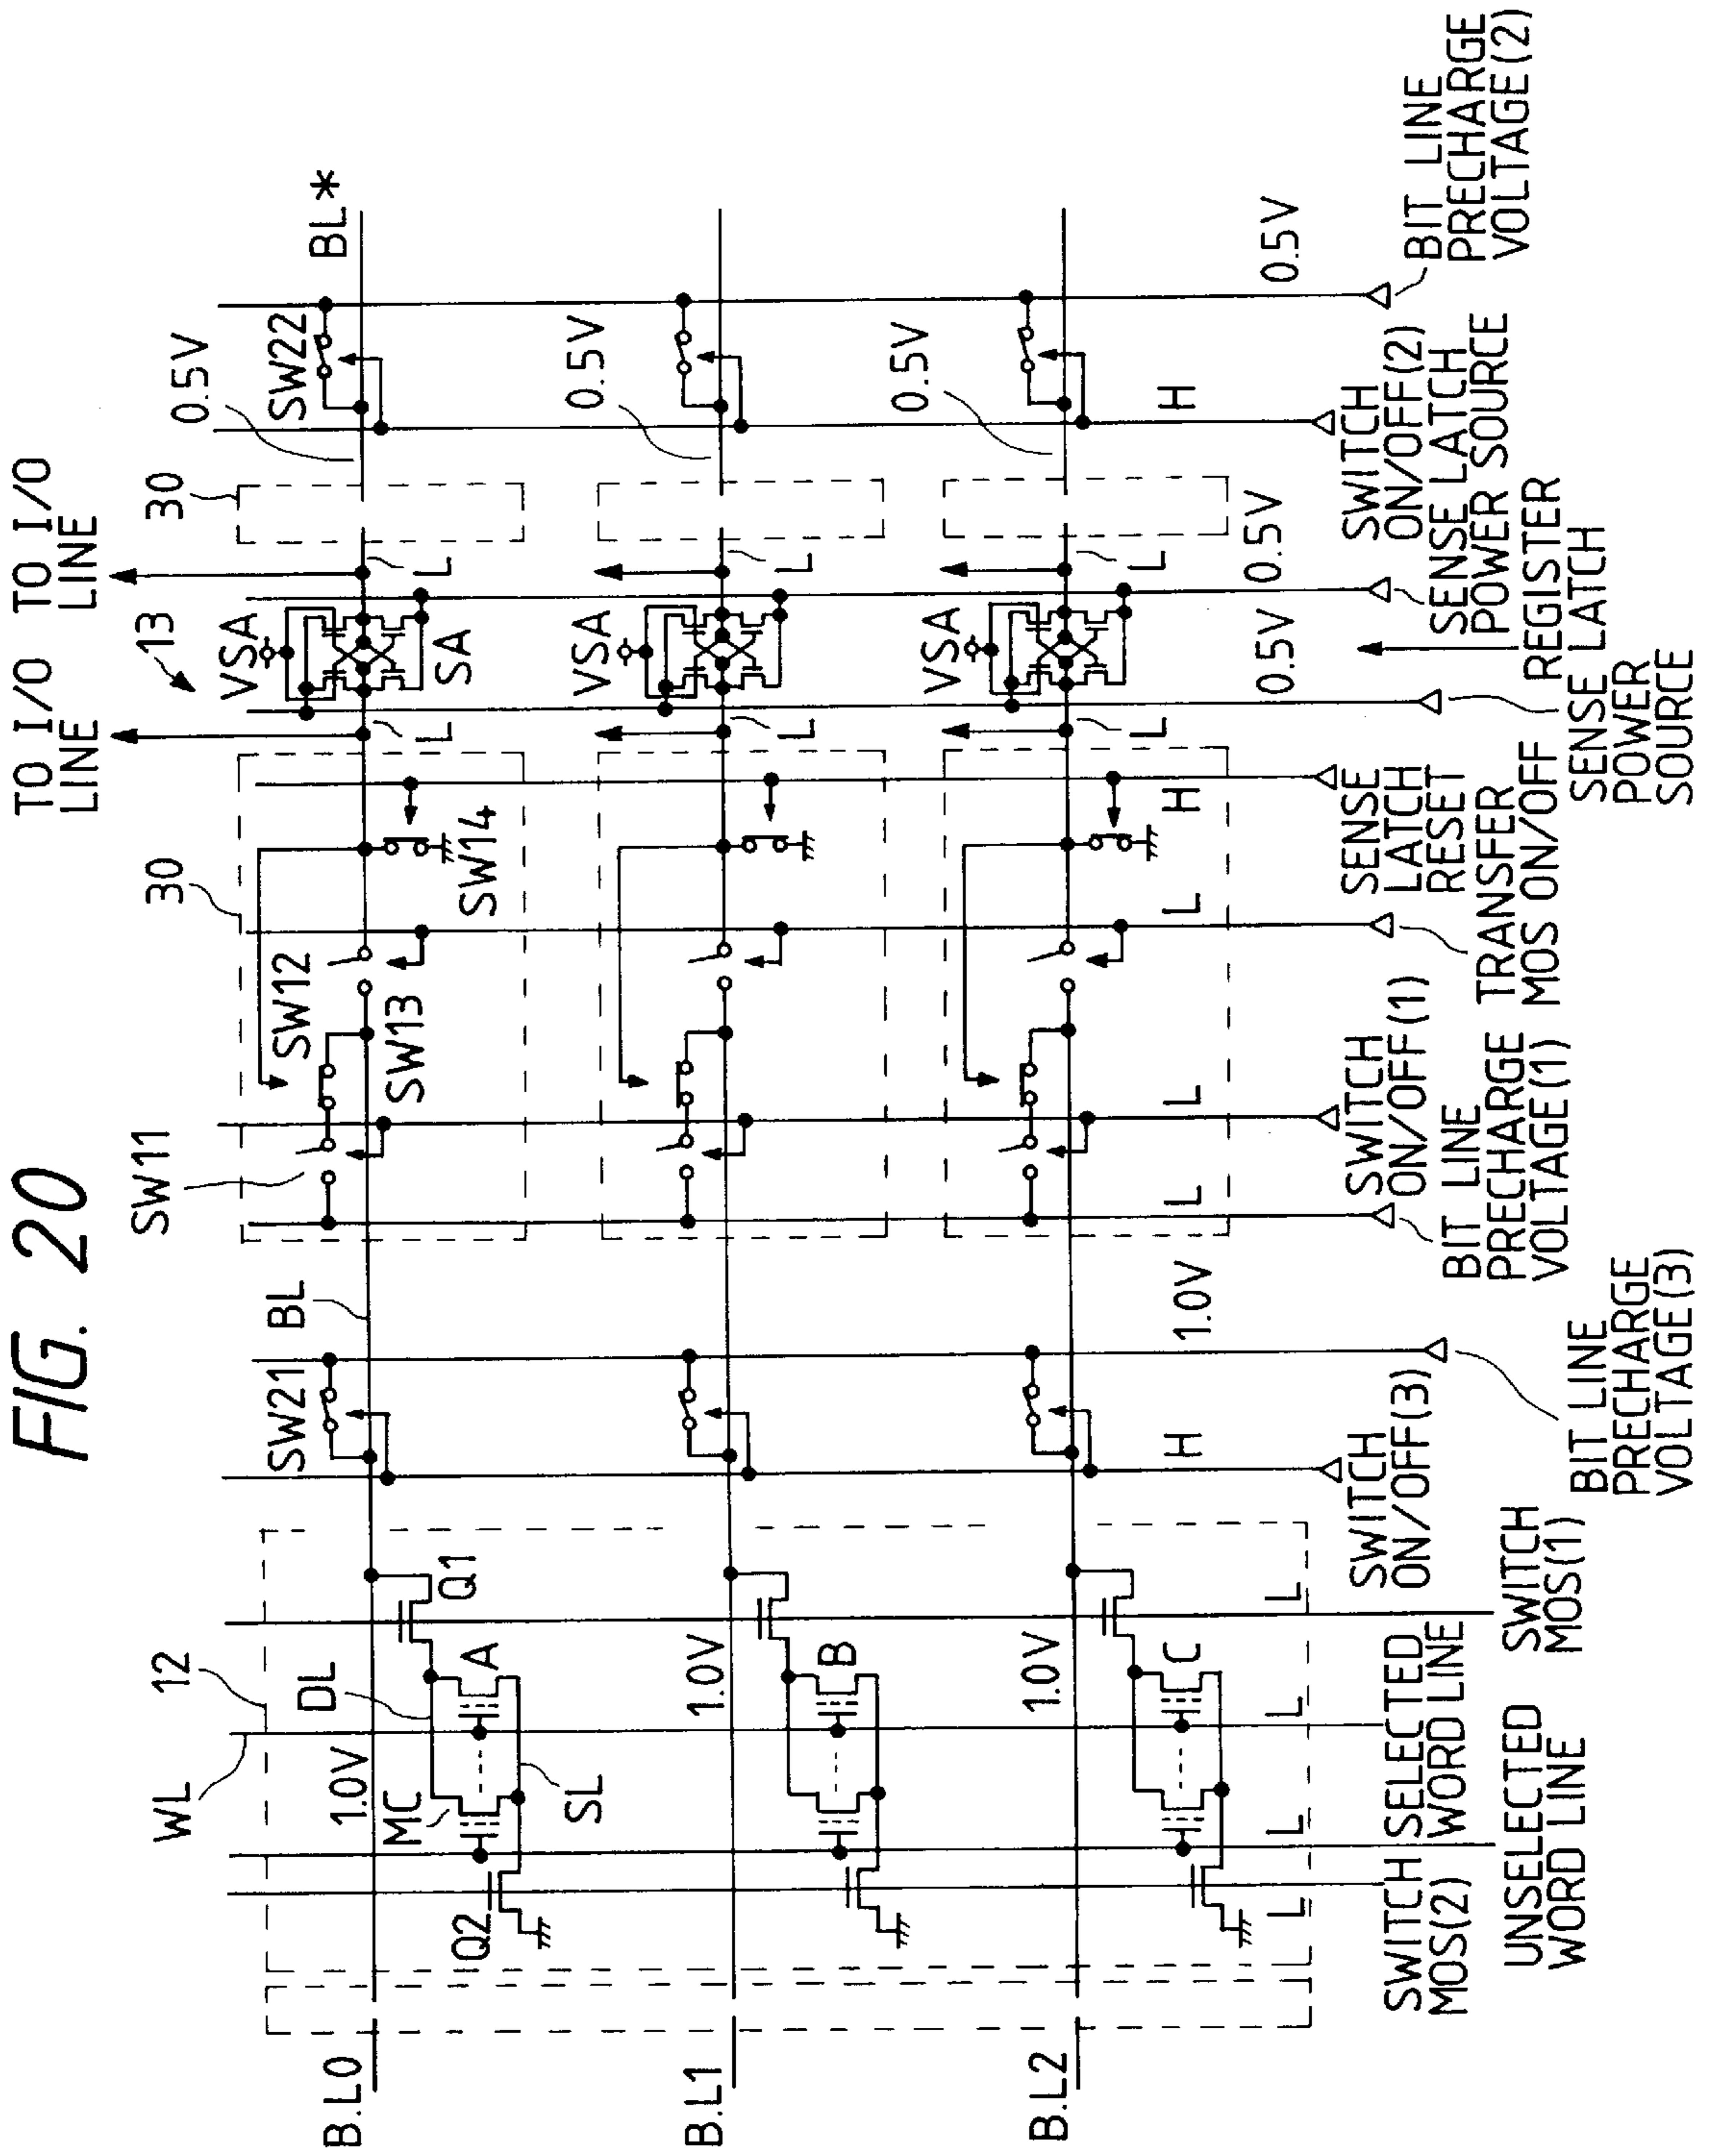 FIG. 20
TO I/O
LINE
TO I/O
LINE
13
30
30
SW11
12
WL
B.L0
MC
1.0V
DL
A
SL
Q2
Q1
SW21
BL
SW12
SW13
SW14
VSA
SA
L
L
0.5V
SW22
BL*
B.L1
1.0V
B
VSA
L
L
0.5V
B.L2
1.0V
C
VSA
L
L
0.5V
L
L
L
L
H
1.0V
L
L
L
H
0.5V
0.5V
H
0.5V
SWITCH
MOS(2)
UNSELECTED
WORD LINE
SELECTED
WORD LINE
SWITCH
MOS(1)
SWITCH
ON/OFF(3)
BIT LINE
PRECHARGE
VOLTAGE(3)
BIT LINE
PRECHARGE
VOLTAGE(1)
SWITCH
ON/OFF(1)
TRANSFER
MOS ON/OFF
SENSE
LATCH
RESET
SENSE LATCH
POWER
SOURCE
REGISTER
SENSE LATCH
POWER SOURCE
SWITCH
ON/OFF(2)
BIT LINE
PRECHARGE
VOLTAGE(2)